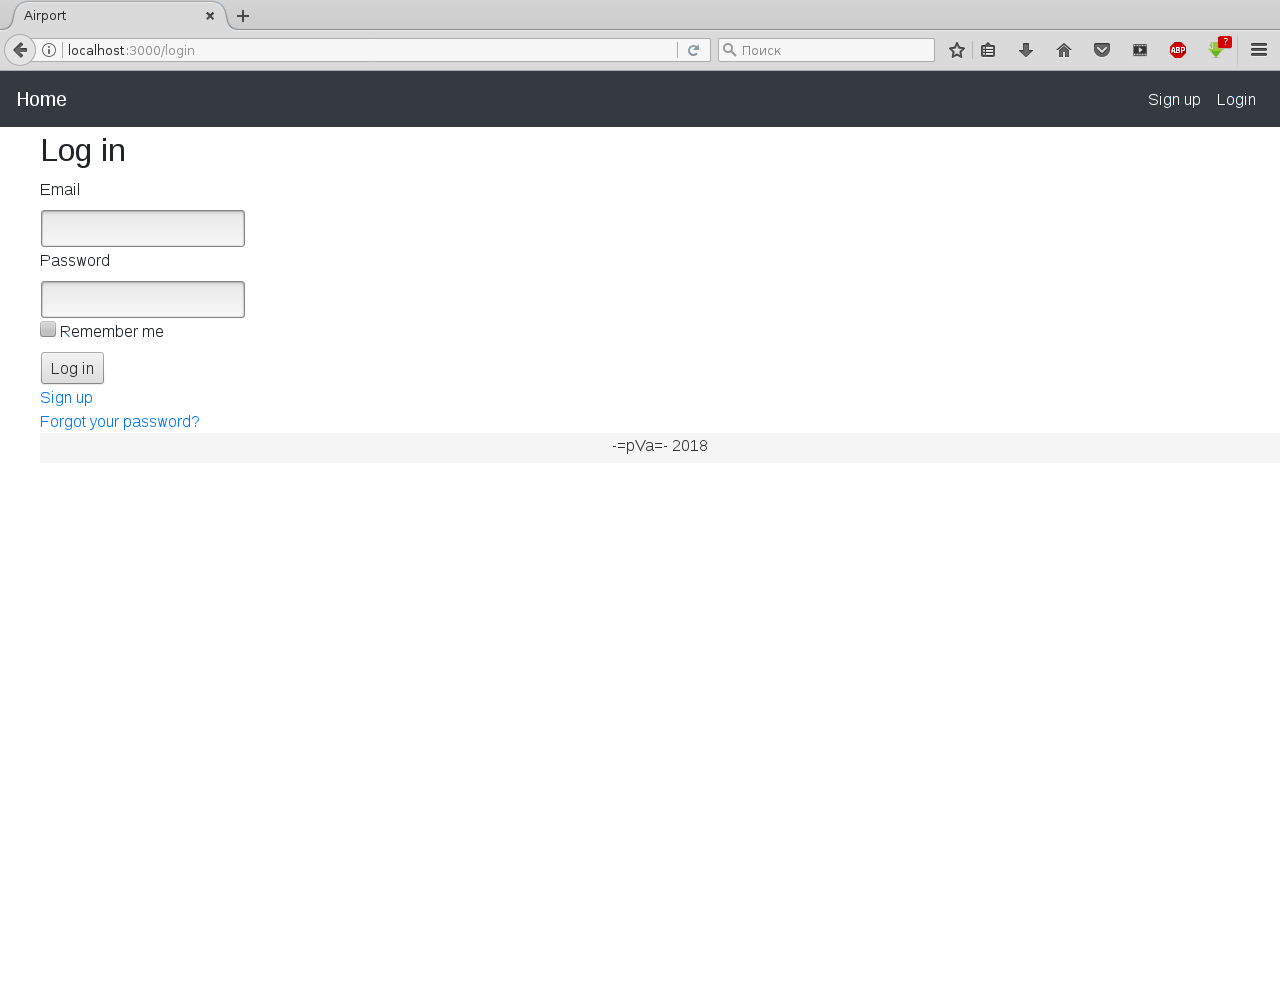 Airport
localhost:3000/login
Поиск
ABP
?
Home
Sign up
Login
Log in
Email
Password
Remember me
Log in
Sign up
Forgot your password?
-=pVa=- 2018